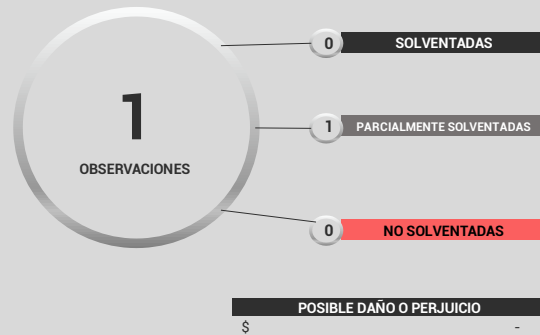 1
OBSERVACIONES
0
SOLVENTADAS
1
PARCIALMENTE SOLVENTADAS
0
NO SOLVENTADAS
POSIBLE DAÑO O PERJUICIO
$ -